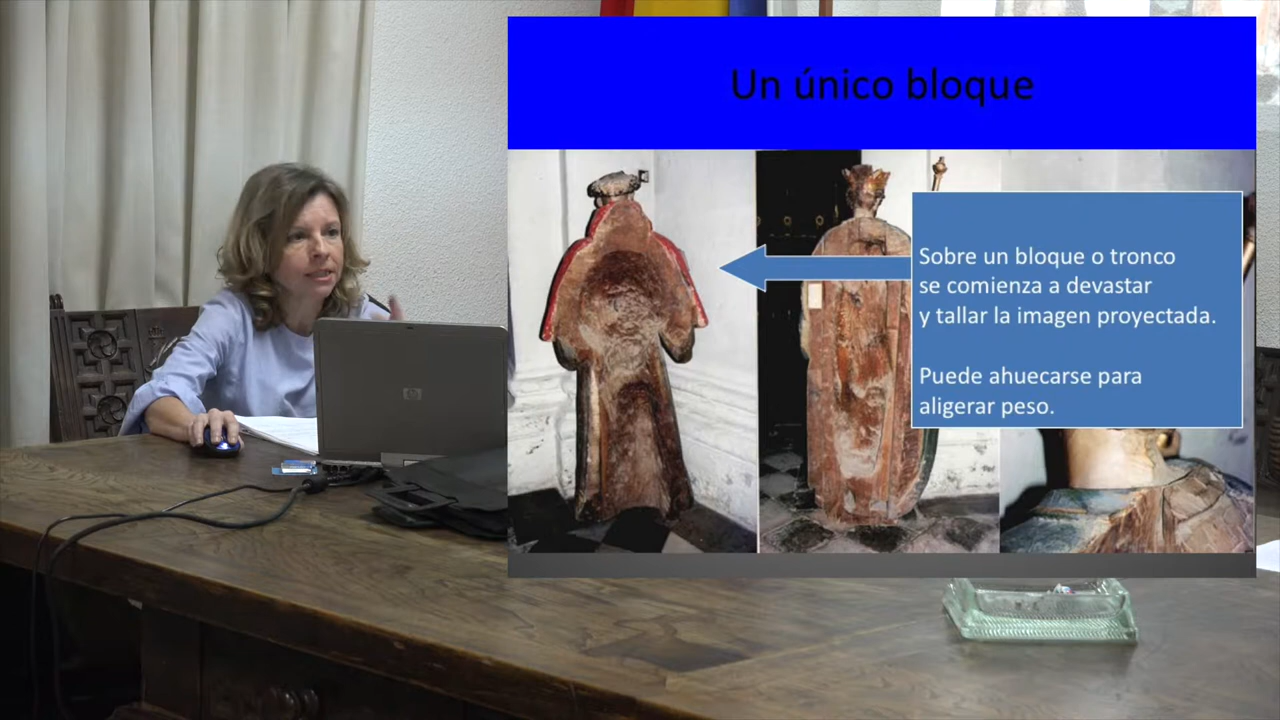 Un único bloque
Sobre un bloque o tronco
se comienza a devastar
y tallar la imagen proyectada.
Puede ahuecarse para
aligerar peso.
hp